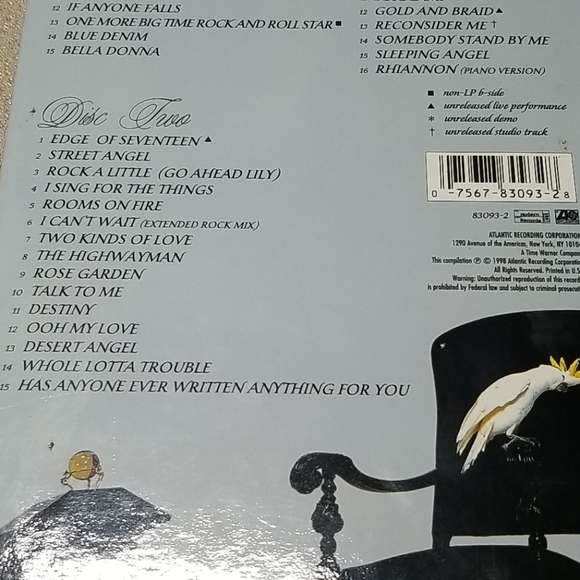 12 IF ANYONE FALLS
13 ONE MORE BIG TIME ROCK AND ROLL STAR ■
14 BLUE DENIM
15 BELLA DONNA
12 GOLD AND BRAID ▲
13 RECONSIDER ME †
14 SOMEBODY STAND BY ME
15 SLEEPING ANGEL
16 RHIANNON (PIANO VERSION)
■ non-LP b-side
▲ unreleased live performance
* unreleased demo
† unreleased studio track
Disc Two
1 EDGE OF SEVENTEEN ▲
2 STREET ANGEL
3 ROCK A LITTLE (GO AHEAD LILY)
4 I SING FOR THE THINGS
5 ROOMS ON FIRE
6 I CAN'T WAIT (EXTENDED ROCK MIX)
7 TWO KINDS OF LOVE
8 THE HIGHWAYMAN
9 ROSE GARDEN
10 TALK TO ME
11 DESTINY
12 OOH MY LOVE
13 DESERT ANGEL
14 WHOLE LOTTA TROUBLE
15 HAS ANYONE EVER WRITTEN ANYTHING FOR YOU
0 -7567-83093-2 8
83093-2 modern Records
ATLANTIC RECORDING CORPORATION
1290 Avenue of the Americas, New York, NY 10104
A Time Warner Company
This compilation ℗ © 1998 Atlantic Recording Corporation
All Rights Reserved. Printed in U.S.
Warning: Unauthorized reproduction of this record
is prohibited by Federal law and subject to criminal prosecut